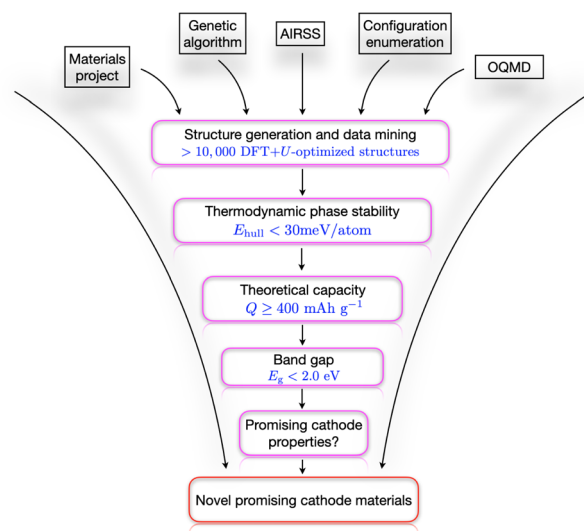 Genetic
algorithm
AIRSS
Configuration
enumeration
Materials
project
OQMD
Structure generation and data mining
> 10,000 DFT+U-optimized structures
Thermodynamic phase stability
E_hull < 30meV/atom
Theoretical capacity
Q ≥ 400 mAh g⁻¹
Band gap
E_g < 2.0 eV
Promising cathode
properties?
Novel promising cathode materials